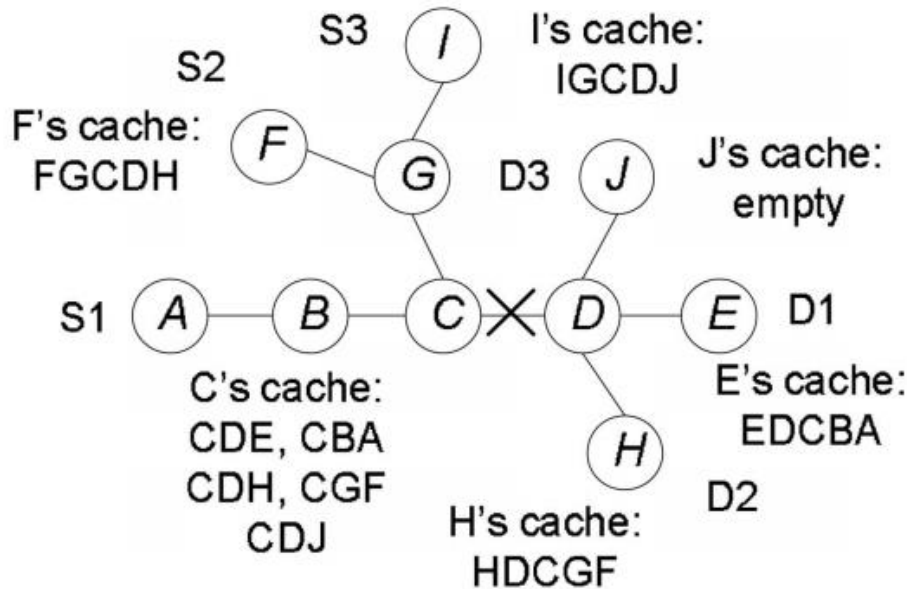 S3
I
I's cache:
IGCDJ
S2
F's cache:
FGCDH
F
G
D3
J
J's cache:
empty
S1
A
B
C
D
E
D1
C's cache:
CDE, CBA
CDH, CGF
CDJ
E's cache:
EDCBA
H
D2
H's cache:
HDCGF